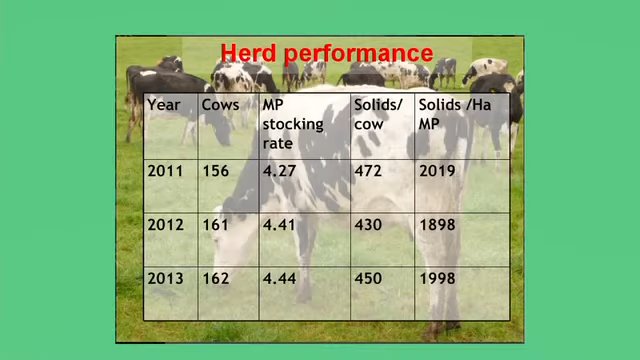 Herd performance
Year Cows MP stocking rate Solids/ cow Solids /Ha MP
2011 156 4.27 472 2019
2012 161 4.41 430 1898
2013 162 4.44 450 1998